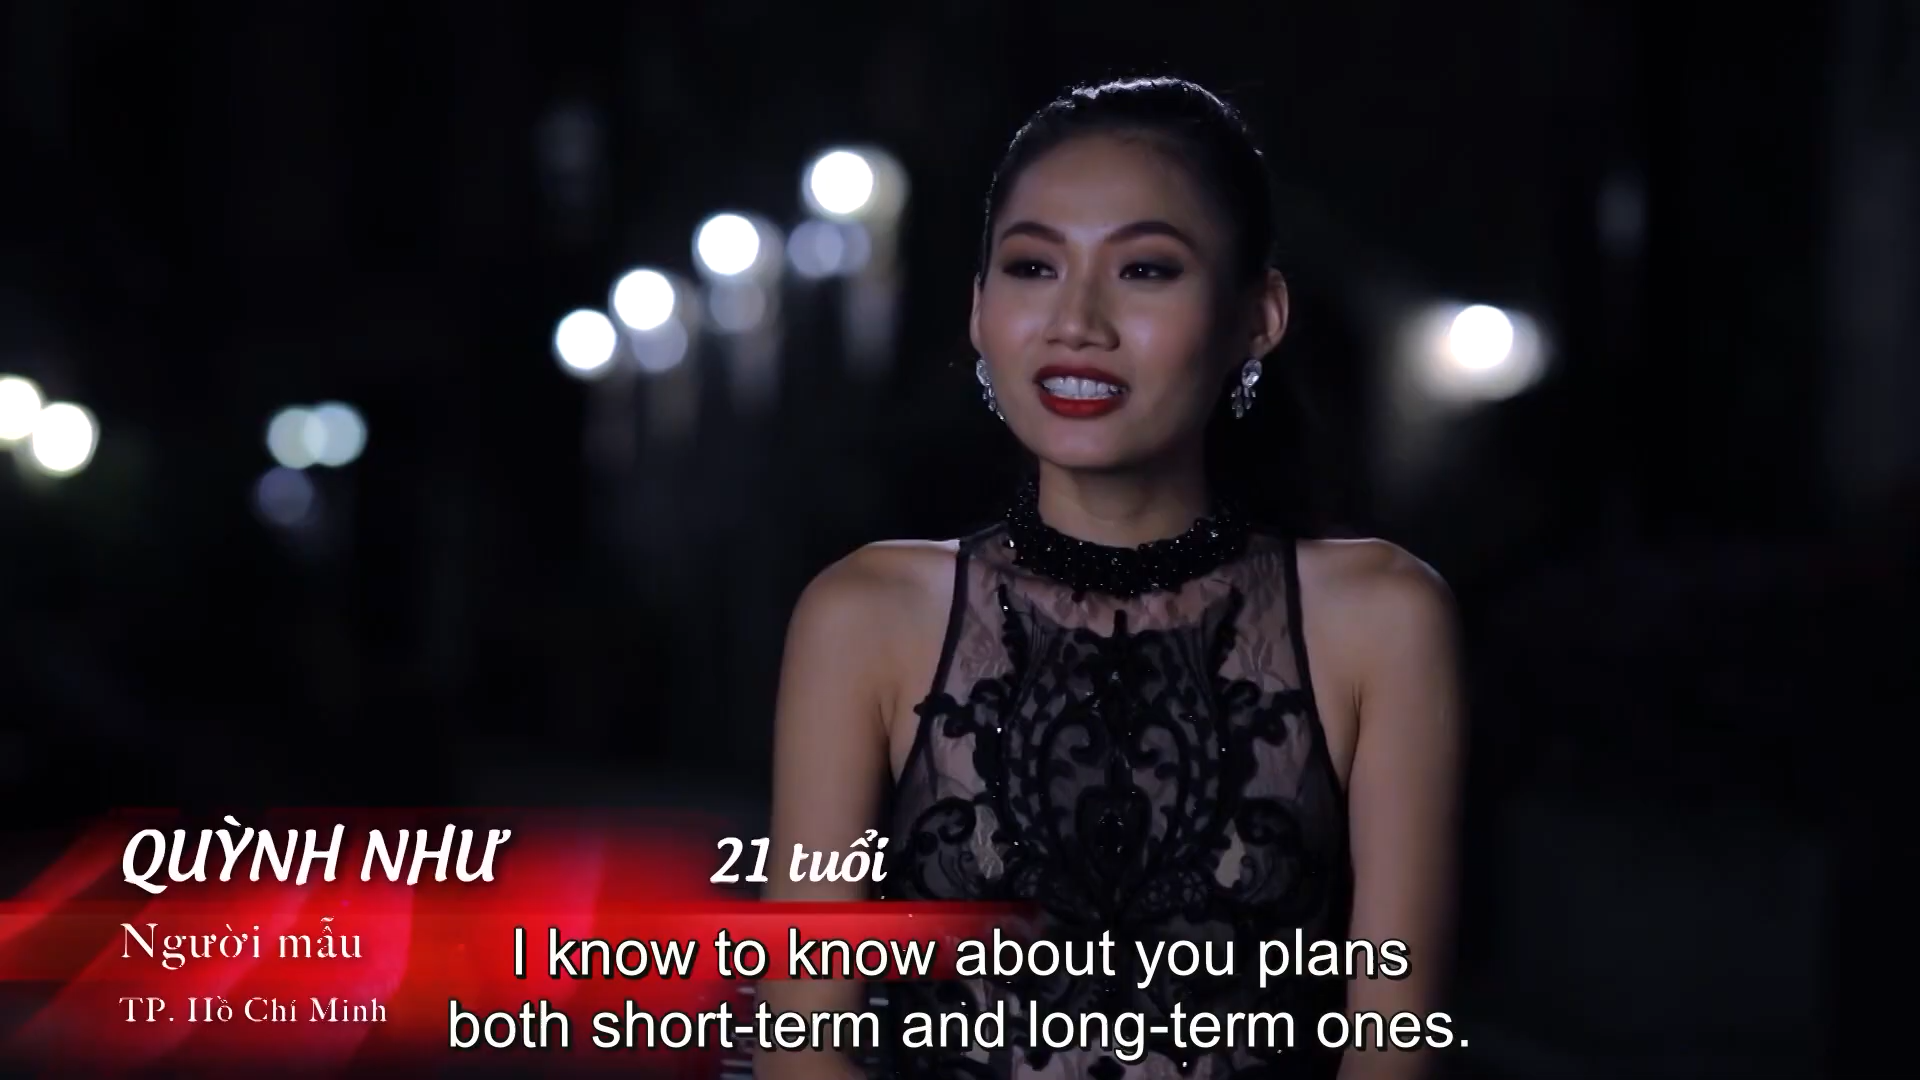 QUỲNH NHƯ 21 tuổi
Người mẫu
TP. Hồ Chí Minh
I know to know about you plans
both short-term and long-term ones.